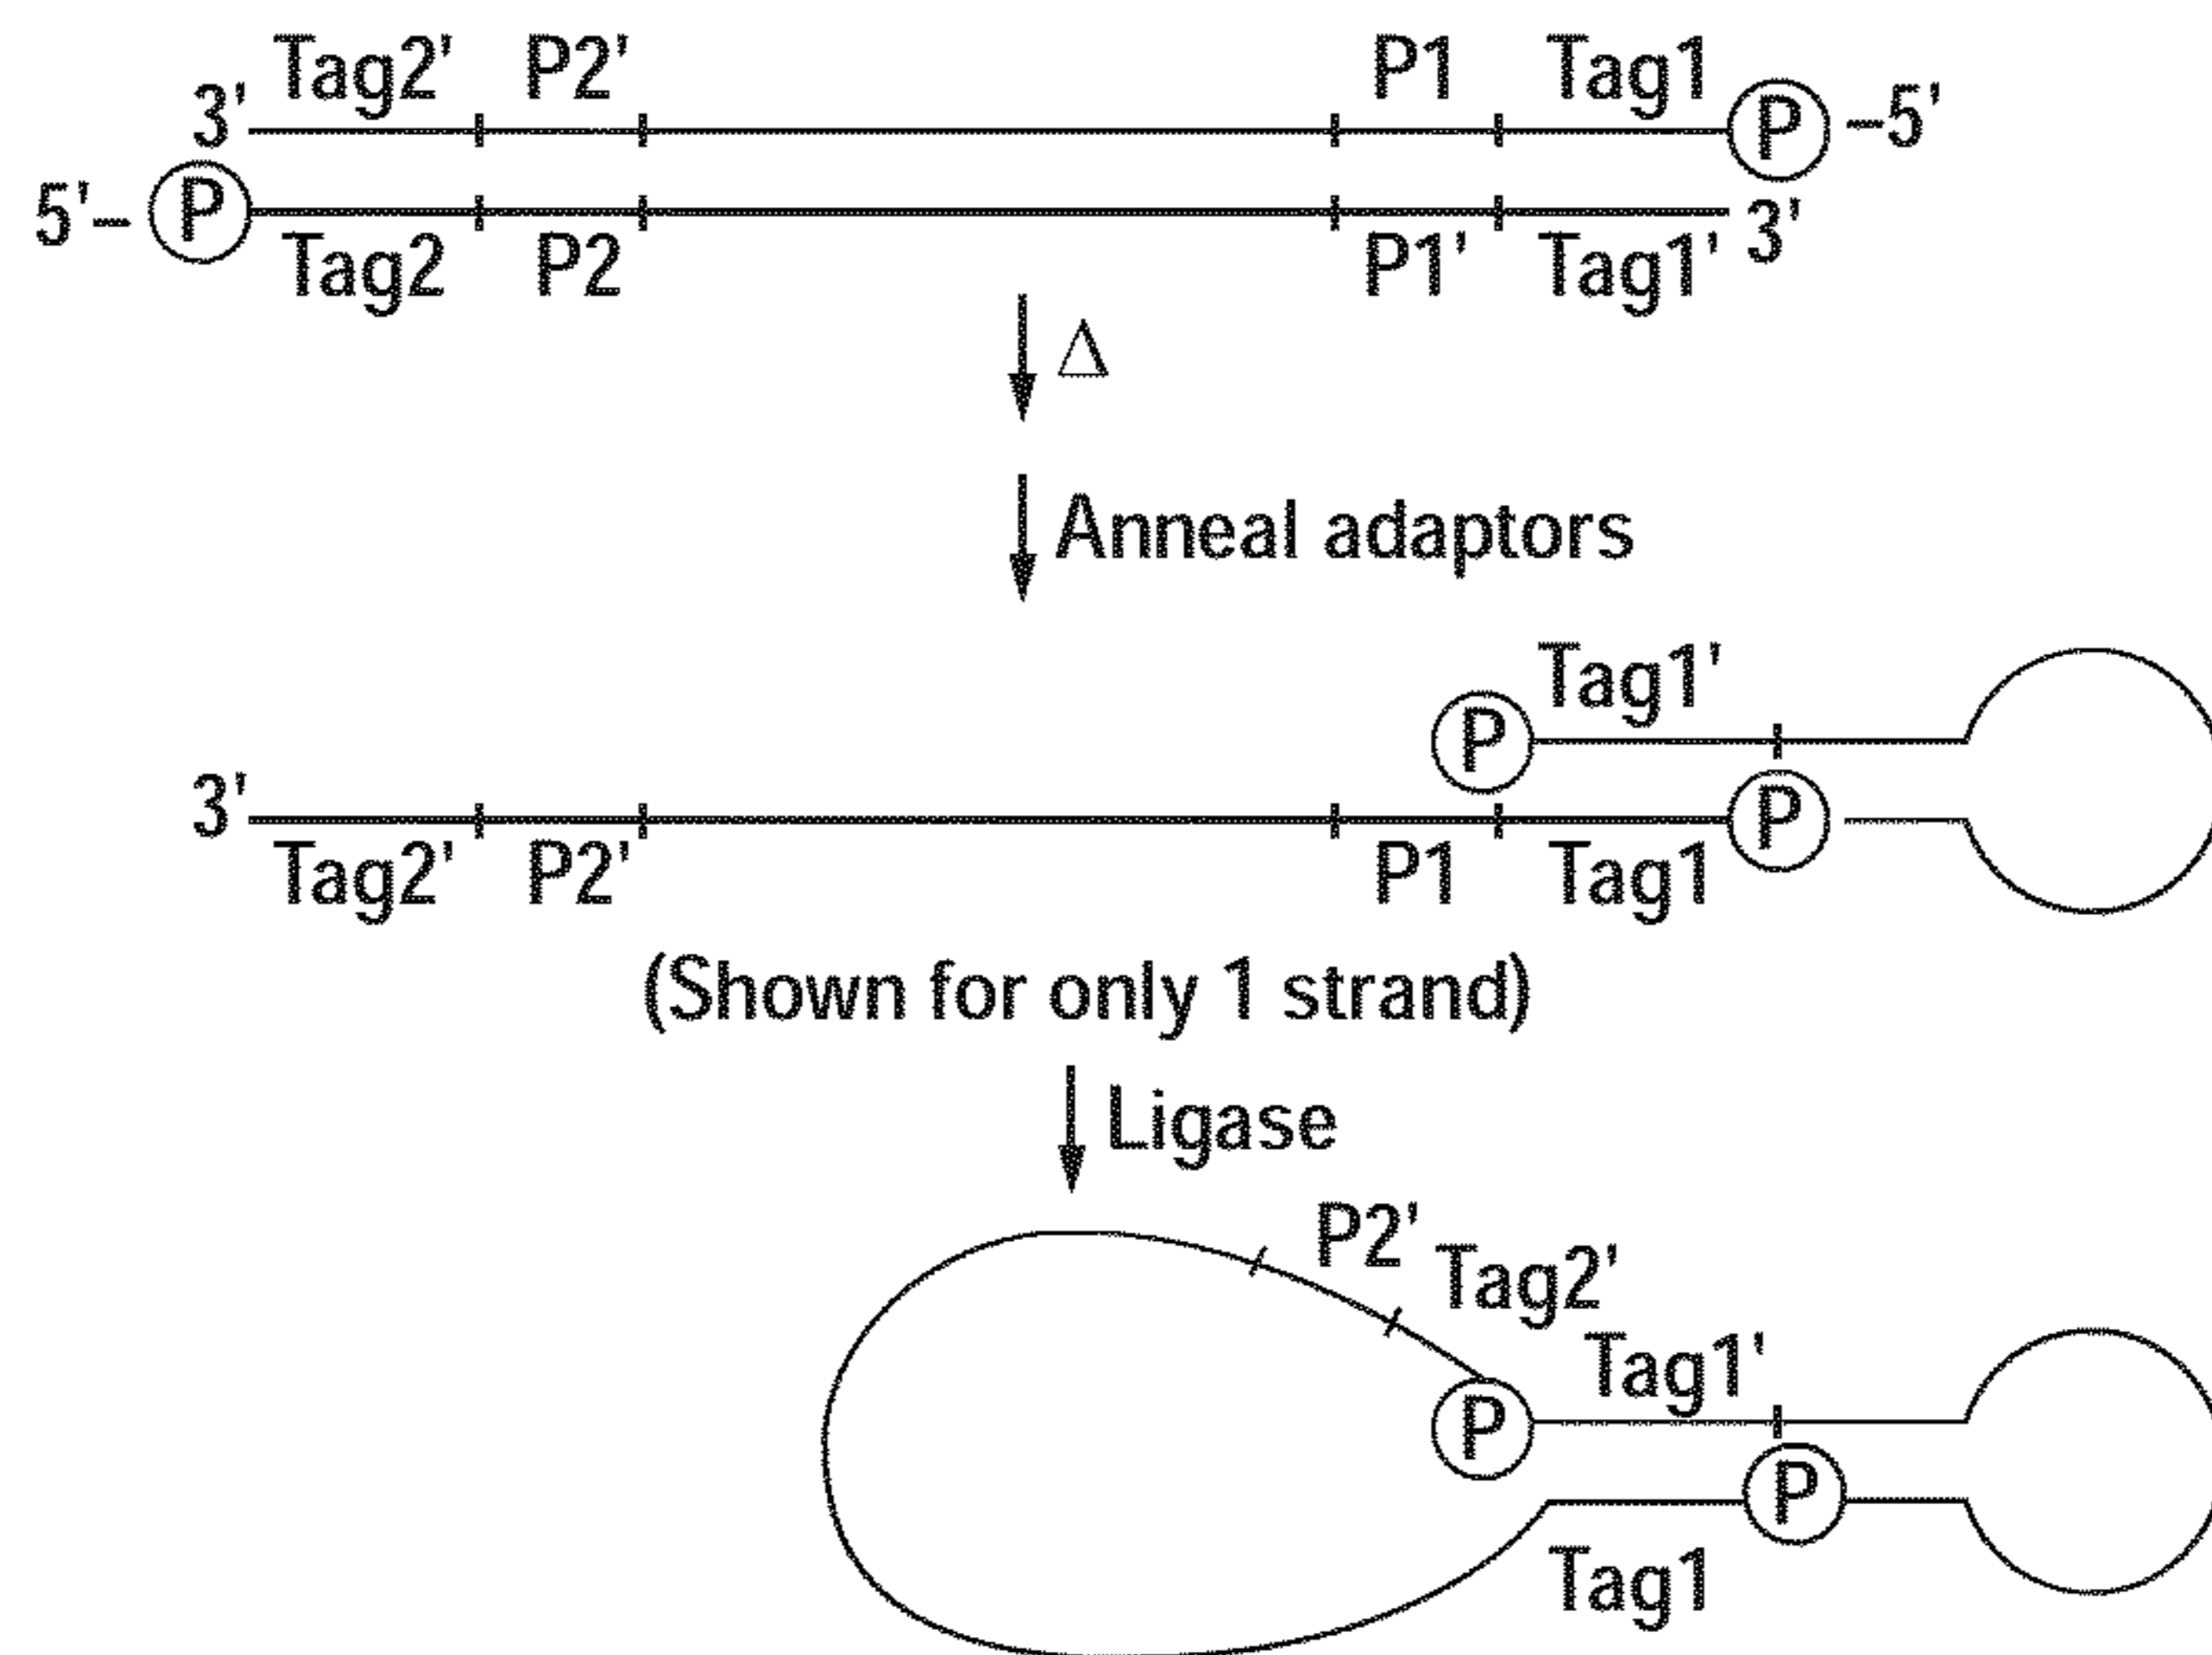 Tag2' P2' P1 Tag1
3' P -5'
5'- P 3'
Tag2 P2 P1' Tag1'
Δ
Anneal adaptors
Tag1'
P
3' P
Tag2' P2' P1 Tag1
(Shown for only 1 strand)
Ligase
P2'
Tag2'
Tag1'
P
P
Tag1